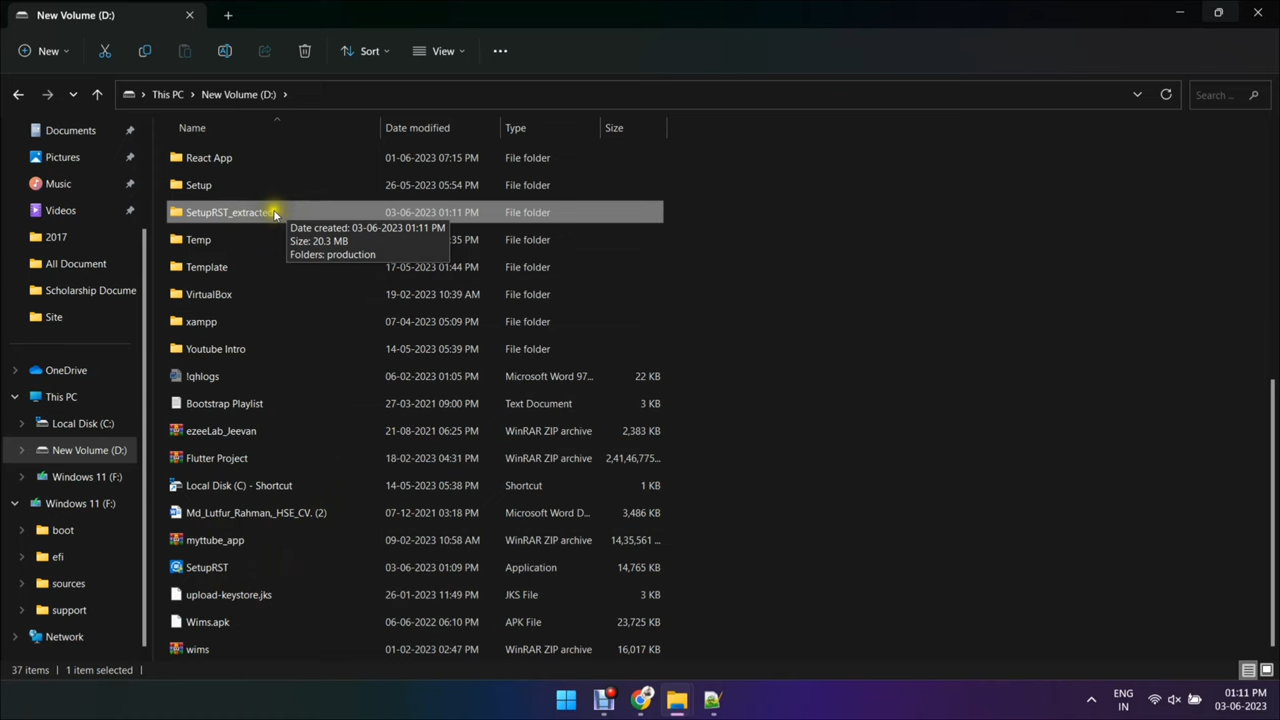 New Volume (D:)
New
Sort
View
This PC
New Volume (D:)
Search ...
Documents
Pictures
Music
Videos
2017
All Document
Scholarship Docume
Site
OneDrive
This PC
Local Disk (C:)
New Volume (D:)
Windows 11 (F:)
Windows 11 (F:)
boot
efi
sources
support
Network
Name Date modified Type Size
React App 01-06-2023 07:15 PM File folder
Setup 26-05-2023 05:54 PM File folder
SetupRST_extracted 03-06-2023 01:11 PM File folder
Date created: 03-06-2023 01:11 PM
Size: 20.3 MB
Folders: production
Temp :35 PM File folder
Template 17-05-2023 01:44 PM File folder
VirtualBox 19-02-2023 10:39 AM File folder
xampp 07-04-2023 05:09 PM File folder
Youtube Intro 14-05-2023 05:39 PM File folder
!qhlogs 06-02-2023 01:05 PM Microsoft Word 97... 22 KB
Bootstrap Playlist 27-03-2021 09:00 PM Text Document 3 KB
ezeeLab_Jeevan 21-08-2021 06:25 PM WinRAR ZIP archive 2,383 KB
Flutter Project 18-02-2023 04:31 PM WinRAR ZIP archive 2,41,46,775...
Local Disk (C) - Shortcut 14-05-2023 05:38 PM Shortcut 1 KB
Md_Lutfur_Rahman,_HSE_CV. (2) 07-12-2021 03:18 PM Microsoft Word D... 3,486 KB
myttube_app 09-02-2023 10:58 AM WinRAR ZIP archive 14,35,561 ...
SetupRST 03-06-2023 01:09 PM Application 14,765 KB
upload-keystore.jks 26-01-2023 11:49 PM JKS File 3 KB
Wims.apk 06-06-2022 06:10 PM APK File 23,725 KB
wims 01-02-2023 02:47 PM WinRAR ZIP archive 16,017 KB
37 items 1 item selected
ENG
IN
01:11 PM
03-06-2023